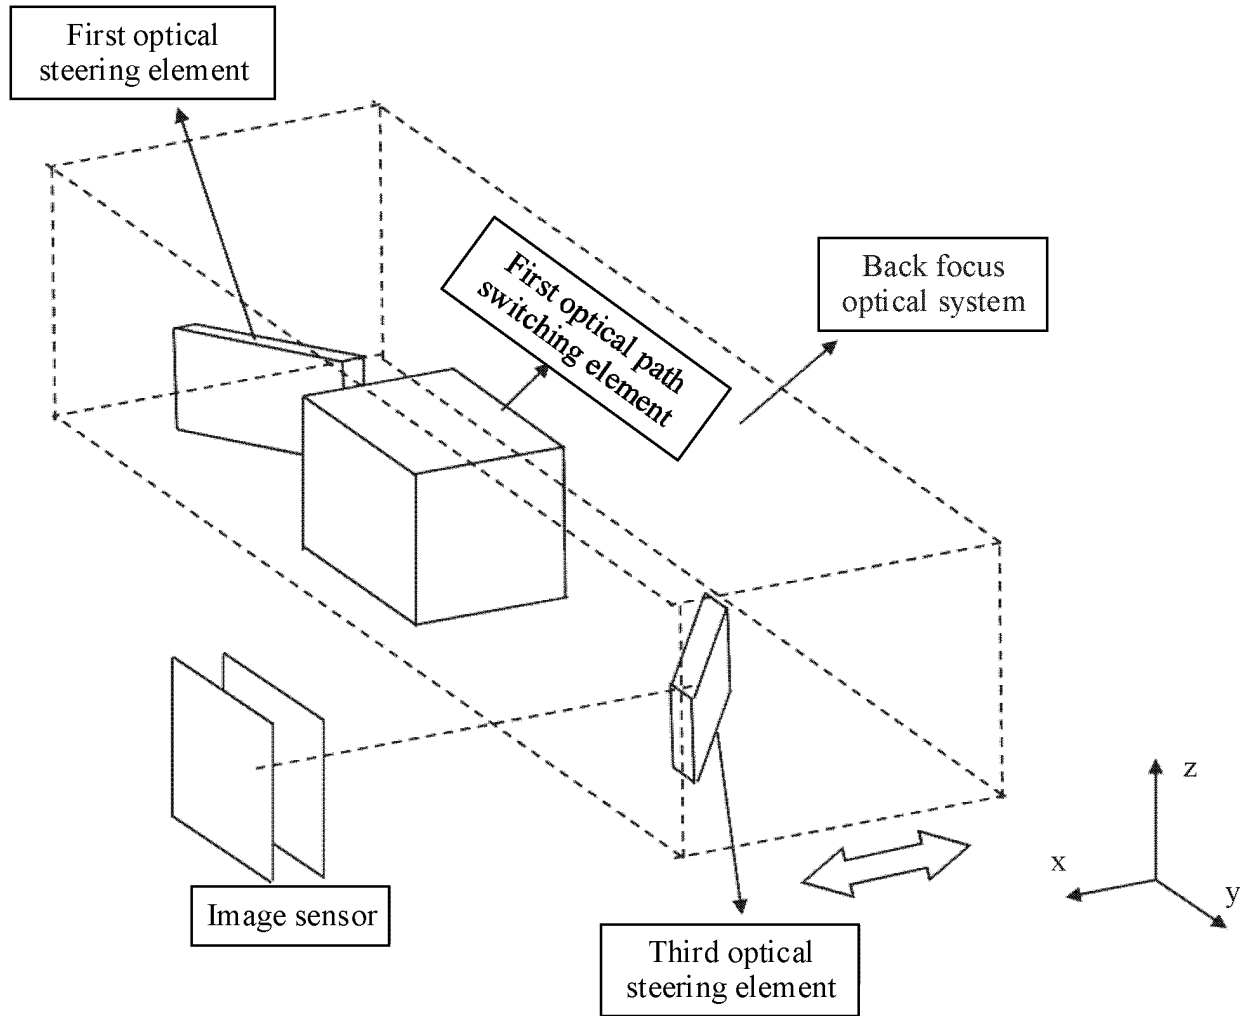 First optical
steering element
First optical path
switching element
Back focus
optical system
z
x
y
Image sensor
Third optical
steering element